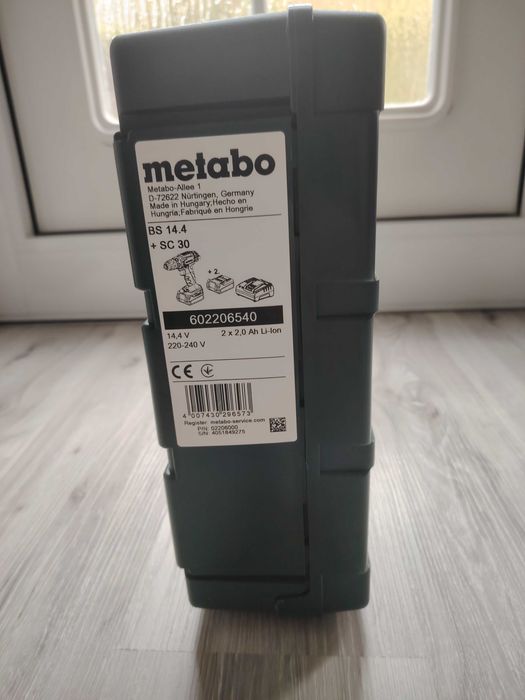 metabo
Metabo-Allee 1
D-72622 Nürtingen, Germany
Made in Hungary;Hecho en
Hungría;Fabriqué en Hongrie
BS 14.4
+ SC 30
+ 2.
602206540
14,4 V 2 x 2,0 Ah Li-Ion
220-240 V
CE
4 007430 296573
Register: metabo-service.com
P/N: 02206000
S/N: 4051849275